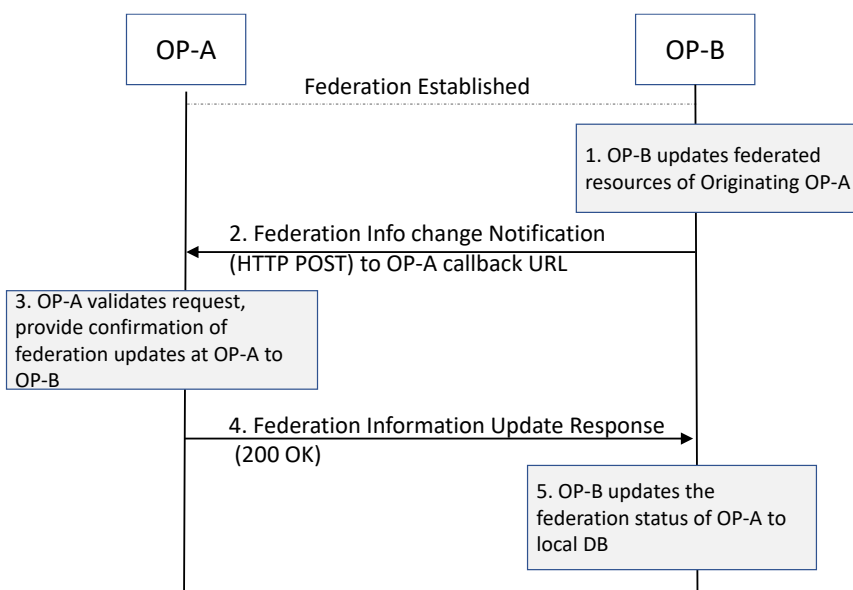 OP-A
OP-B
Federation Established
1. OP-B updates federated
resources of Originating OP-A
2. Federation Info change Notification
(HTTP POST) to OP-A callback URL
3. OP-A validates request,
provide confirmation of
federation updates at OP-A to
OP-B
4. Federation Information Update Response
(200 OK)
5. OP-B updates the
federation status of OP-A to
local DB